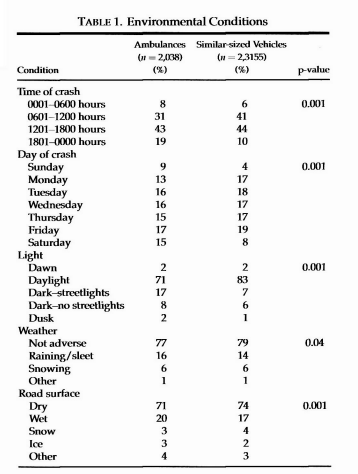 TABLE 1. Environmental Conditions
Ambulances Similar-sized Vehicles
(n = 2,038) (n = 2,3155)
Condition (%) (%) p-value
Time of crash
0001–0600 hours 8 6 0.001
0601–1200 hours 31 41
1201–1800 hours 43 44
1801–0000 hours 19 10
Day of crash
Sunday 9 4 0.001
Monday 13 17
Tuesday 16 18
Wednesday 16 17
Thursday 15 17
Friday 17 19
Saturday 15 8
Light
Dawn 2 2 0.001
Daylight 71 83
Dark–streetlights 17 7
Dark–no streetlights 8 6
Dusk 2 1
Weather
Not adverse 77 79 0.04
Raining/sleet 16 14
Snowing 6 6
Other 1 1
Road surface
Dry 71 74 0.001
Wet 20 17
Snow 3 4
Ice 3 2
Other 4 3